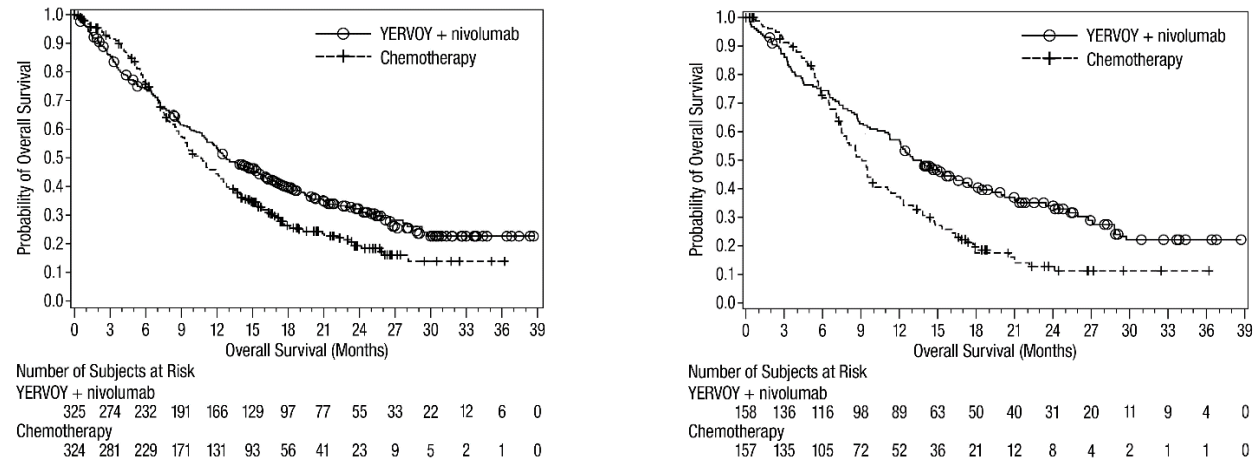 1.0
0.9
0.8
0.7
0.6
0.5
0.4
0.3
0.2
0.1
0.0
Probability of Overall Survival
YERVOY + nivolumab
Chemotherapy
0 3 6 9 12 15 18 21 24 27 30 33 36 39
Overall Survival (Months)
Number of Subjects at Risk
YERVOY + nivolumab
325 274 232 191 166 129 97 77 55 33 22 12 6 0
Chemotherapy
324 281 229 171 131 93 56 41 23 9 5 2 1 0
1.0
0.9
0.8
0.7
0.6
0.5
0.4
0.3
0.2
0.1
0.0
Probability of Overall Survival
YERVOY + nivolumab
Chemotherapy
0 3 6 9 12 15 18 21 24 27 30 33 36 39
Overall Survival (Months)
Number of Subjects at Risk
YERVOY + nivolumab
158 136 116 98 89 63 50 40 31 20 11 9 4 0
Chemotherapy
157 135 105 72 52 36 21 12 8 4 2 1 1 0